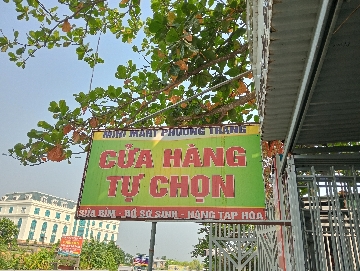 MINI MART PHƯƠNG TRANG
CỬA HÀNG
TỰ CHỌN
SỮA BỈM - ĐỒ SƠ SINH - HÀNG TẠP HÓA